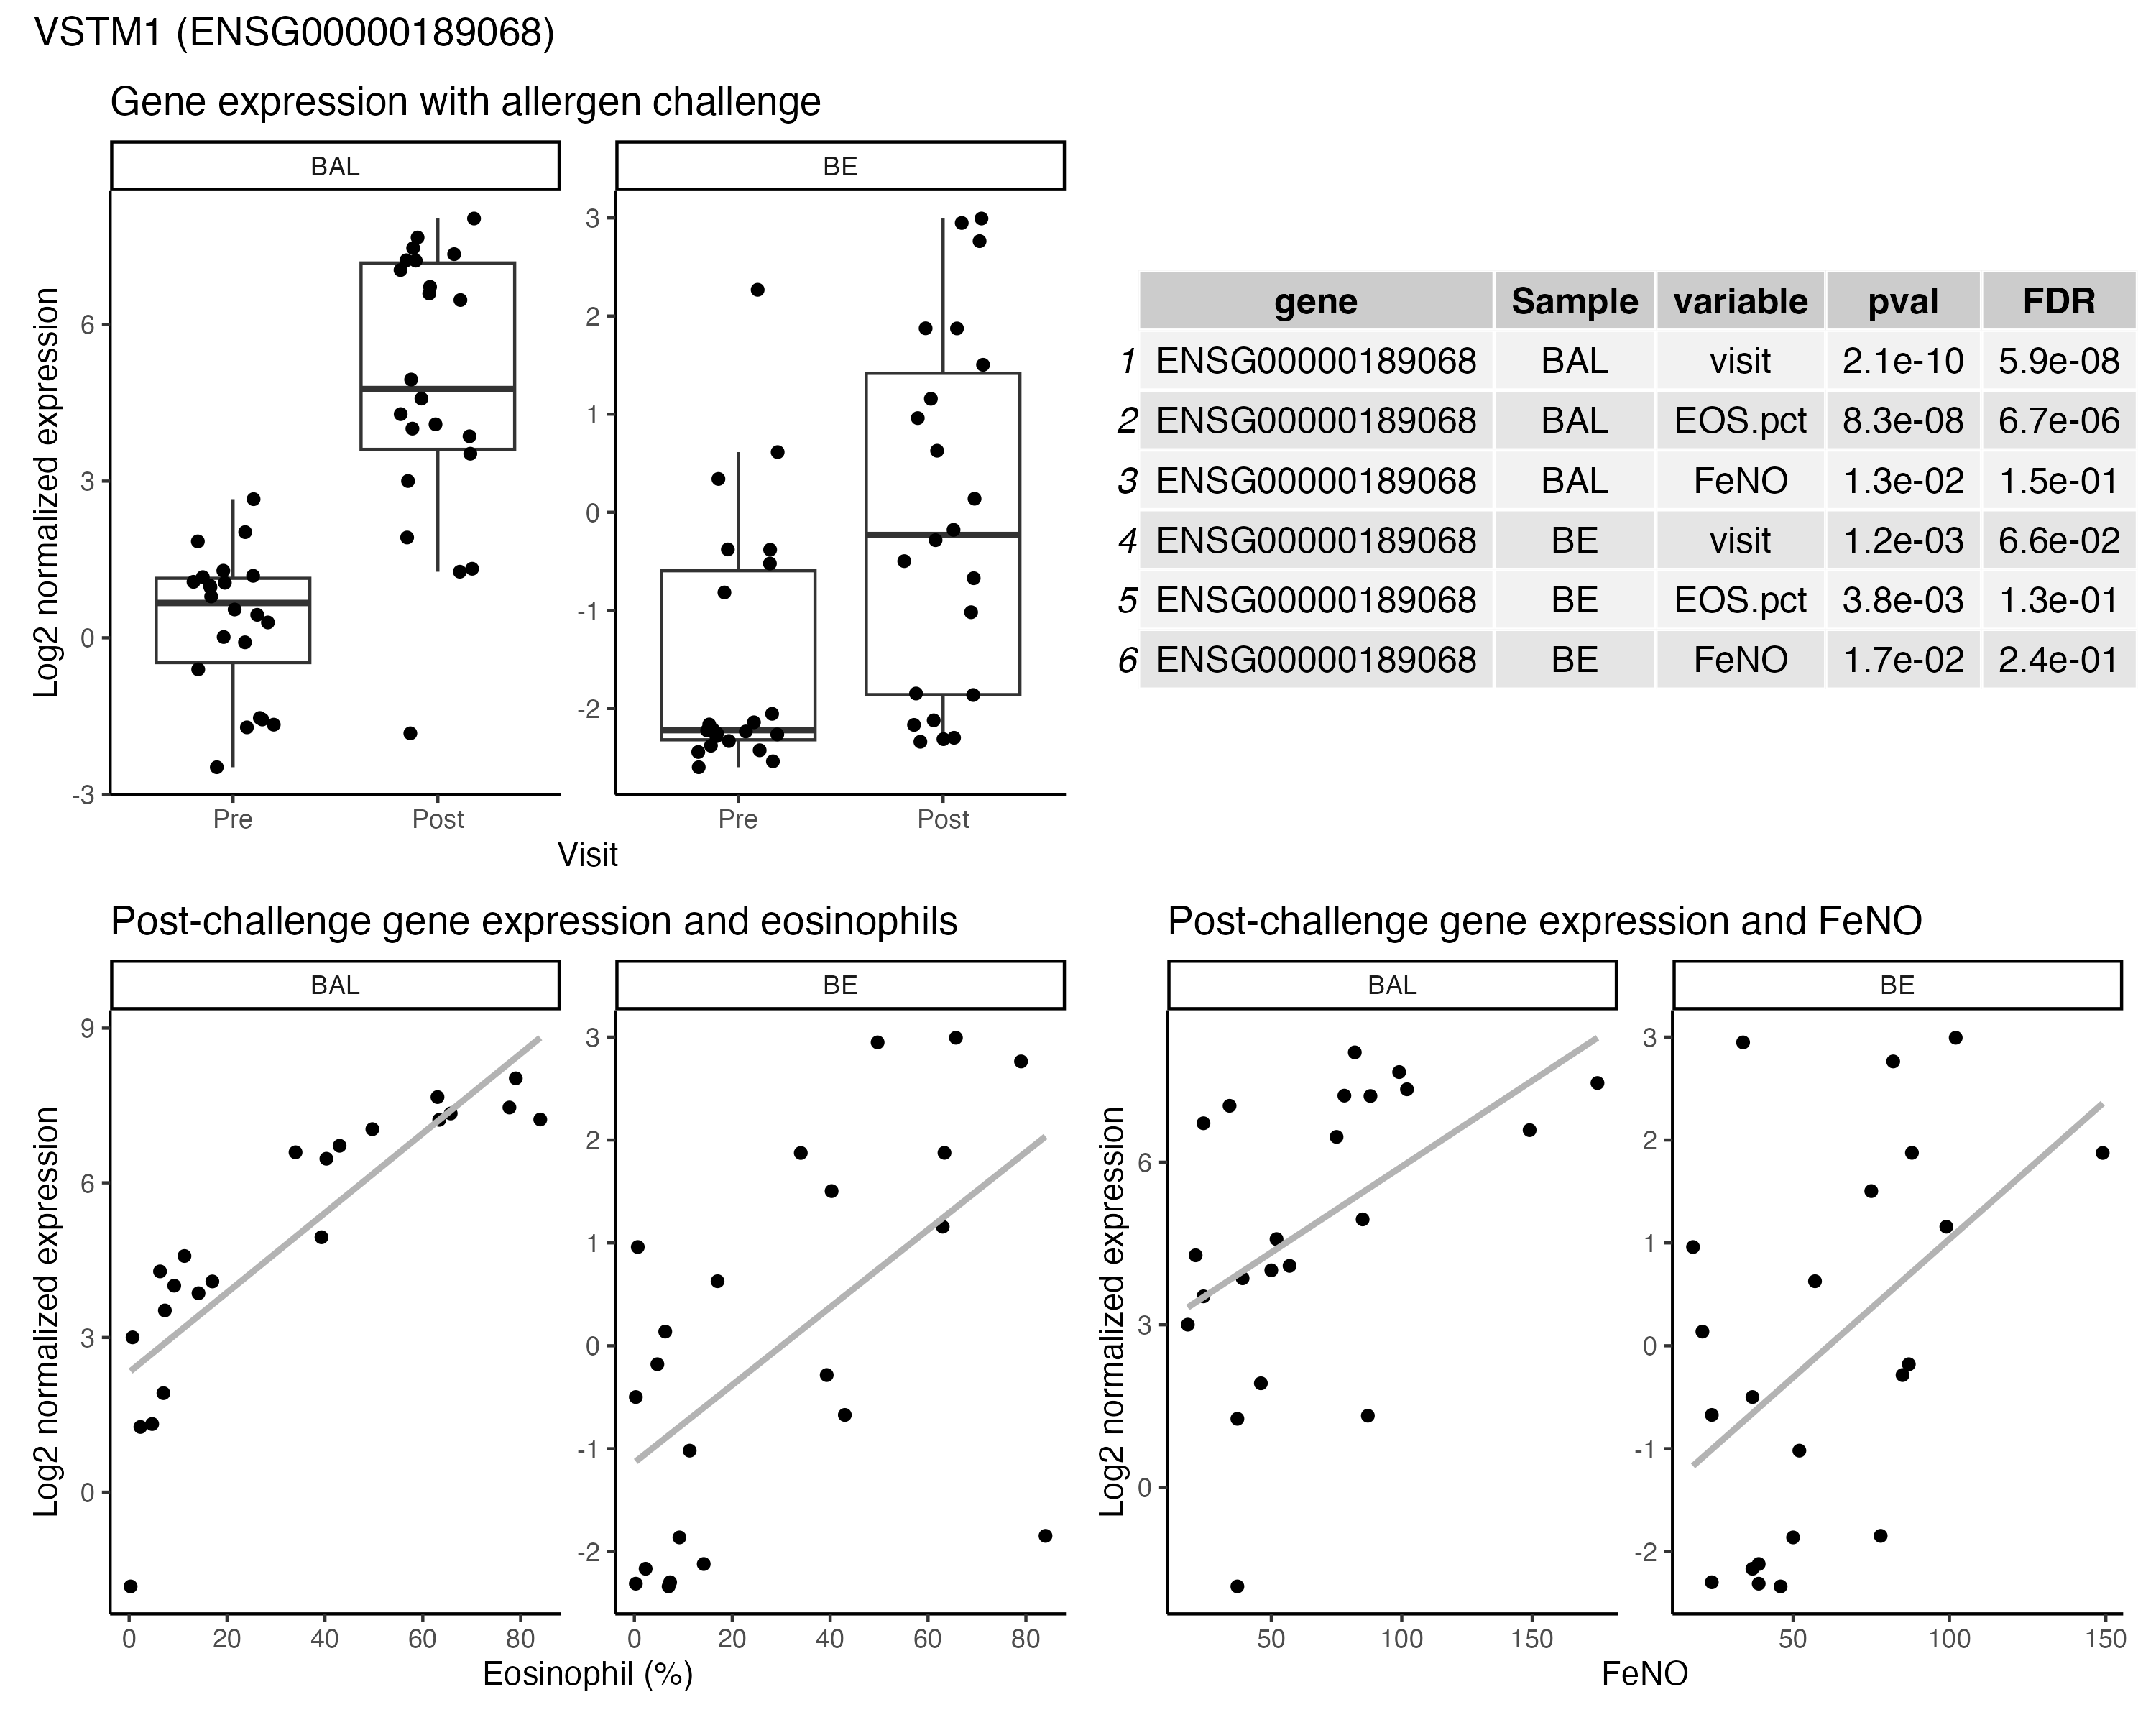 VSTM1 (ENSG00000189068)
Gene expression with allergen challenge
BAL BE
Log2 normalized expression
6
3
0
-3
3
2
1
0
-1
-2
Pre Post Pre Post
Visit
gene Sample variable pval FDR
1 ENSG00000189068 BAL visit 2.1e-10 5.9e-08
2 ENSG00000189068 BAL EOS.pct 8.3e-08 6.7e-06
3 ENSG00000189068 BAL FeNO 1.3e-02 1.5e-01
4 ENSG00000189068 BE visit 1.2e-03 6.6e-02
5 ENSG00000189068 BE EOS.pct 3.8e-03 1.3e-01
6 ENSG00000189068 BE FeNO 1.7e-02 2.4e-01
Post-challenge gene expression and eosinophils
BAL BE
Log2 normalized expression
9
6
3
0
3
2
1
0
-1
-2
0 20 40 60 80 0 20 40 60 80
Eosinophil (%)
Post-challenge gene expression and FeNO
BAL BE
Log2 normalized expression
6
3
0
3
2
1
0
-1
-2
50 100 150 50 100 150
FeNO